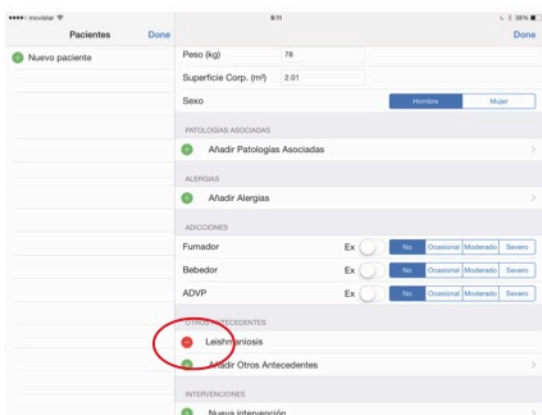 movistar 9:11 38%
Pacientes Done Done
Nuevo paciente
Peso (kg) 78
Superficie Corp. (m²) 2.01
Sexo Hombre Mujer
PATOLOGÍAS ASOCIADAS
Añadir Patologías Asociadas
ALERGIAS
Añadir Alergias
ADICCIONES
Fumador Ex No Ocasional Moderado Severo
Bebedor Ex No Ocasional Moderado Severo
ADVP Ex No Ocasional Moderado Severo
OTROS ANTECEDENTES
Leishmaniosis
Añadir Otros Antecedentes
INTERVENCIONES
Nueva intervención